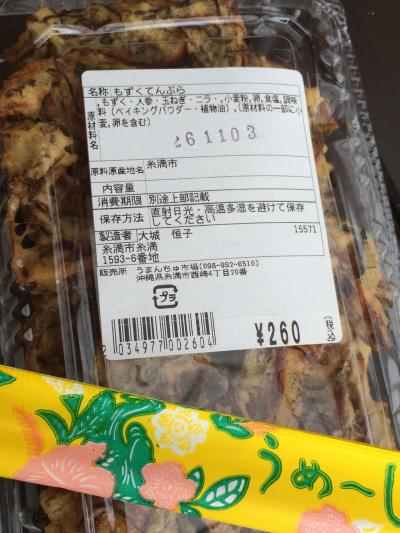 名称 もずくてんぷら
原材料名 ,もずく・人参・玉ねぎ・ニラ・,小麦粉,卵,食塩,調味
料(ベイキングパウダー・植物油),(原材料の一部に小
麦,卵を含む)
261103
原料原産地名 糸満市
内容量
消費期限 別途上部記載
保存方法 直射日光・高温多湿を避けて保存
してください
製造者 大城 恒子 15571
糸満市糸満
1593-6番地
販売所 うまんちゅ市場(098-992-6510)
沖縄県糸満市西崎4丁目20番
プラ
2 034977 002604
¥260 (税込)
うめーし